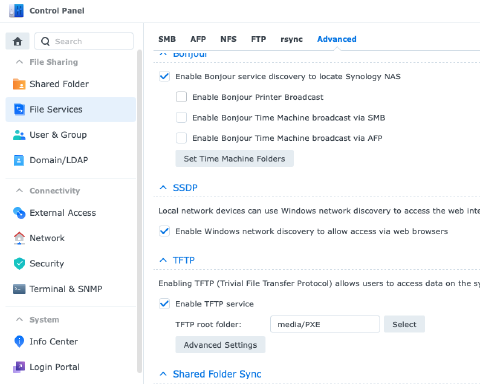 Control Panel
Search
SMB AFP NFS FTP rsync Advanced
File Sharing
Shared Folder
File Services
User & Group
Domain/LDAP
Connectivity
External Access
Network
Security
Terminal & SNMP
System
Info Center
Login Portal
Bonjour
Enable Bonjour service discovery to locate Synology NAS
Enable Bonjour Printer Broadcast
Enable Bonjour Time Machine broadcast via SMB
Enable Bonjour Time Machine broadcast via AFP
Set Time Machine Folders
SSDP
Local network devices can use Windows network discovery to access the web inte
Enable Windows network discovery to allow access via web browsers
TFTP
Enabling TFTP (Trivial File Transfer Protocol) allows users to access data on the sy
Enable TFTP service
TFTP root folder: media/PXE Select
Advanced Settings
Shared Folder Sync